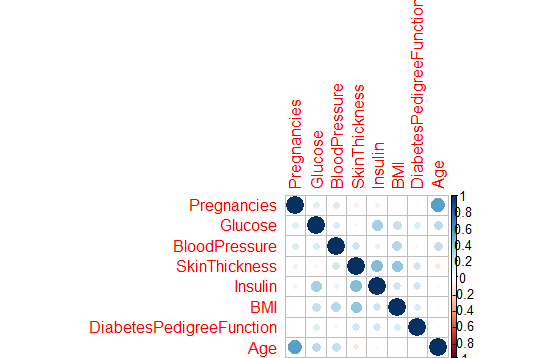 Pregnancies
Glucose
BloodPressure
SkinThickness
Insulin
BMI
DiabetesPedigreeFunction
Age
Pregnancies
Glucose
BloodPressure
SkinThickness
Insulin
BMI
DiabetesPedigreeFunction
Age
1
0.8
0.6
0.4
0.2
0
-0.2
-0.4
-0.6
-0.8